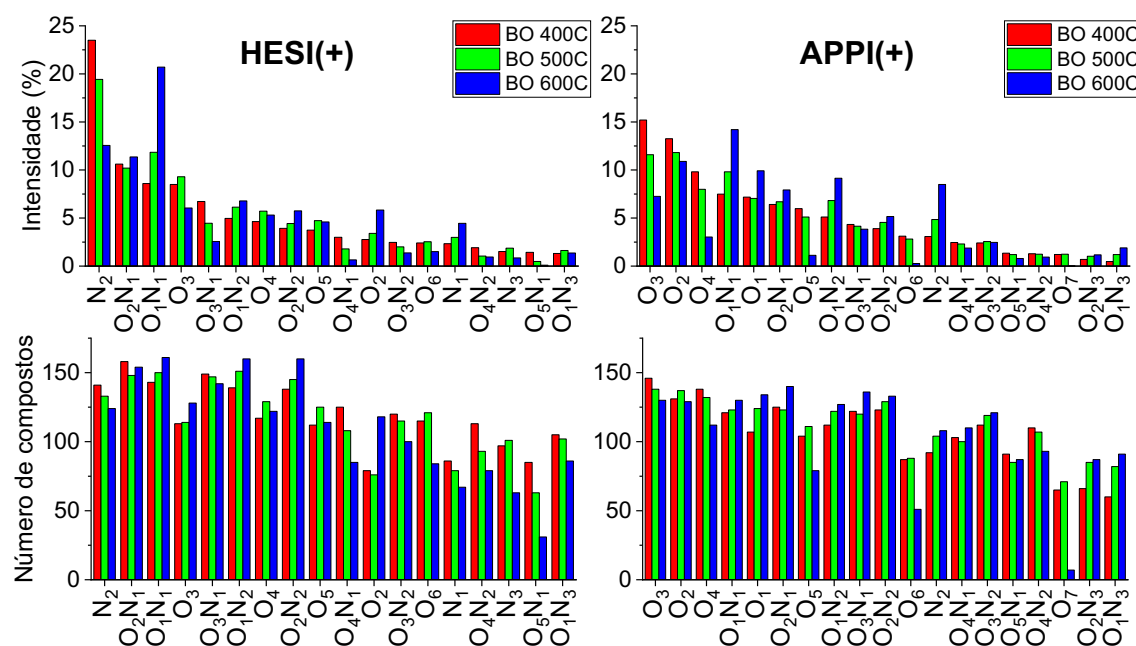 HESI(+)
BO 400C
BO 500C
BO 600C
Intensidade (%)
25
20
15
10
5
0
N₂ O₂N₁ O₁N₁ O₃ O₃N₁ O₁N₂ O₄ O₂N₂ O₅ O₄N₁ O₂ O₃N₂ O₆ N₁ O₄N₂ N₃ O₅N₁ O₁N₃
APPI(+)
BO 400C
BO 500C
BO 600C
25
20
15
10
5
0
O₃ O₂ O₄ O₁N₁ O₁ O₂N₁ O₅ O₁N₂ O₃N₁ O₂N₂ O₆ N₂ O₄N₁ O₃N₂ O₅N₁ O₄N₂ O₇ O₂N₃ O₁N₃
Número de compostos
150
100
50
0
N₂ O₂N₁ O₁N₁ O₃ O₃N₁ O₁N₂ O₄ O₂N₂ O₅ O₄N₁ O₂ O₃N₂ O₆ N₁ O₄N₂ N₃ O₅N₁ O₁N₃
150
100
50
0
O₃ O₂ O₄ O₁N₁ O₁ O₂N₁ O₅ O₁N₂ O₃N₁ O₂N₂ O₆ N₂ O₄N₁ O₃N₂ O₅N₁ O₄N₂ O₇ O₂N₃ O₁N₃